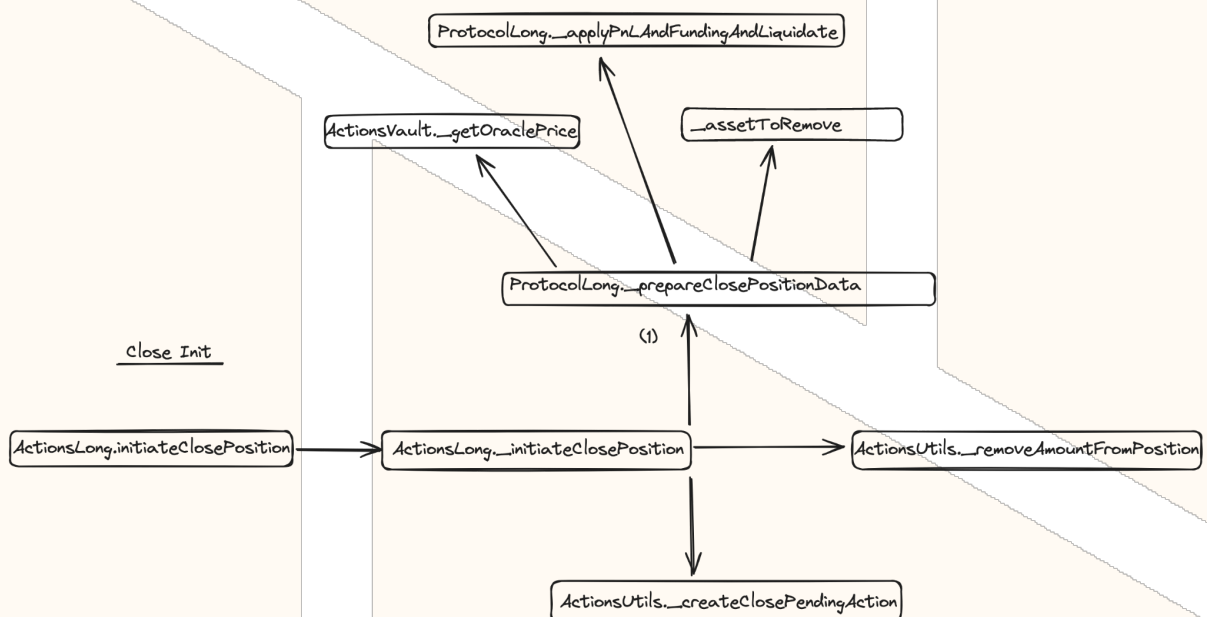 ProtocolLong._applyPnLAndFundingAndLiquidate
ActionsVault._getOraclePrice
_assetToRemove
ProtocolLong._prepareClosePositionData
(1)
Close Init
ActionsLong.initiateClosePosition
ActionsLong._initiateClosePosition
ActionsUtils._removeAmountFromPosition
ActionsUtils._createClosePendingAction